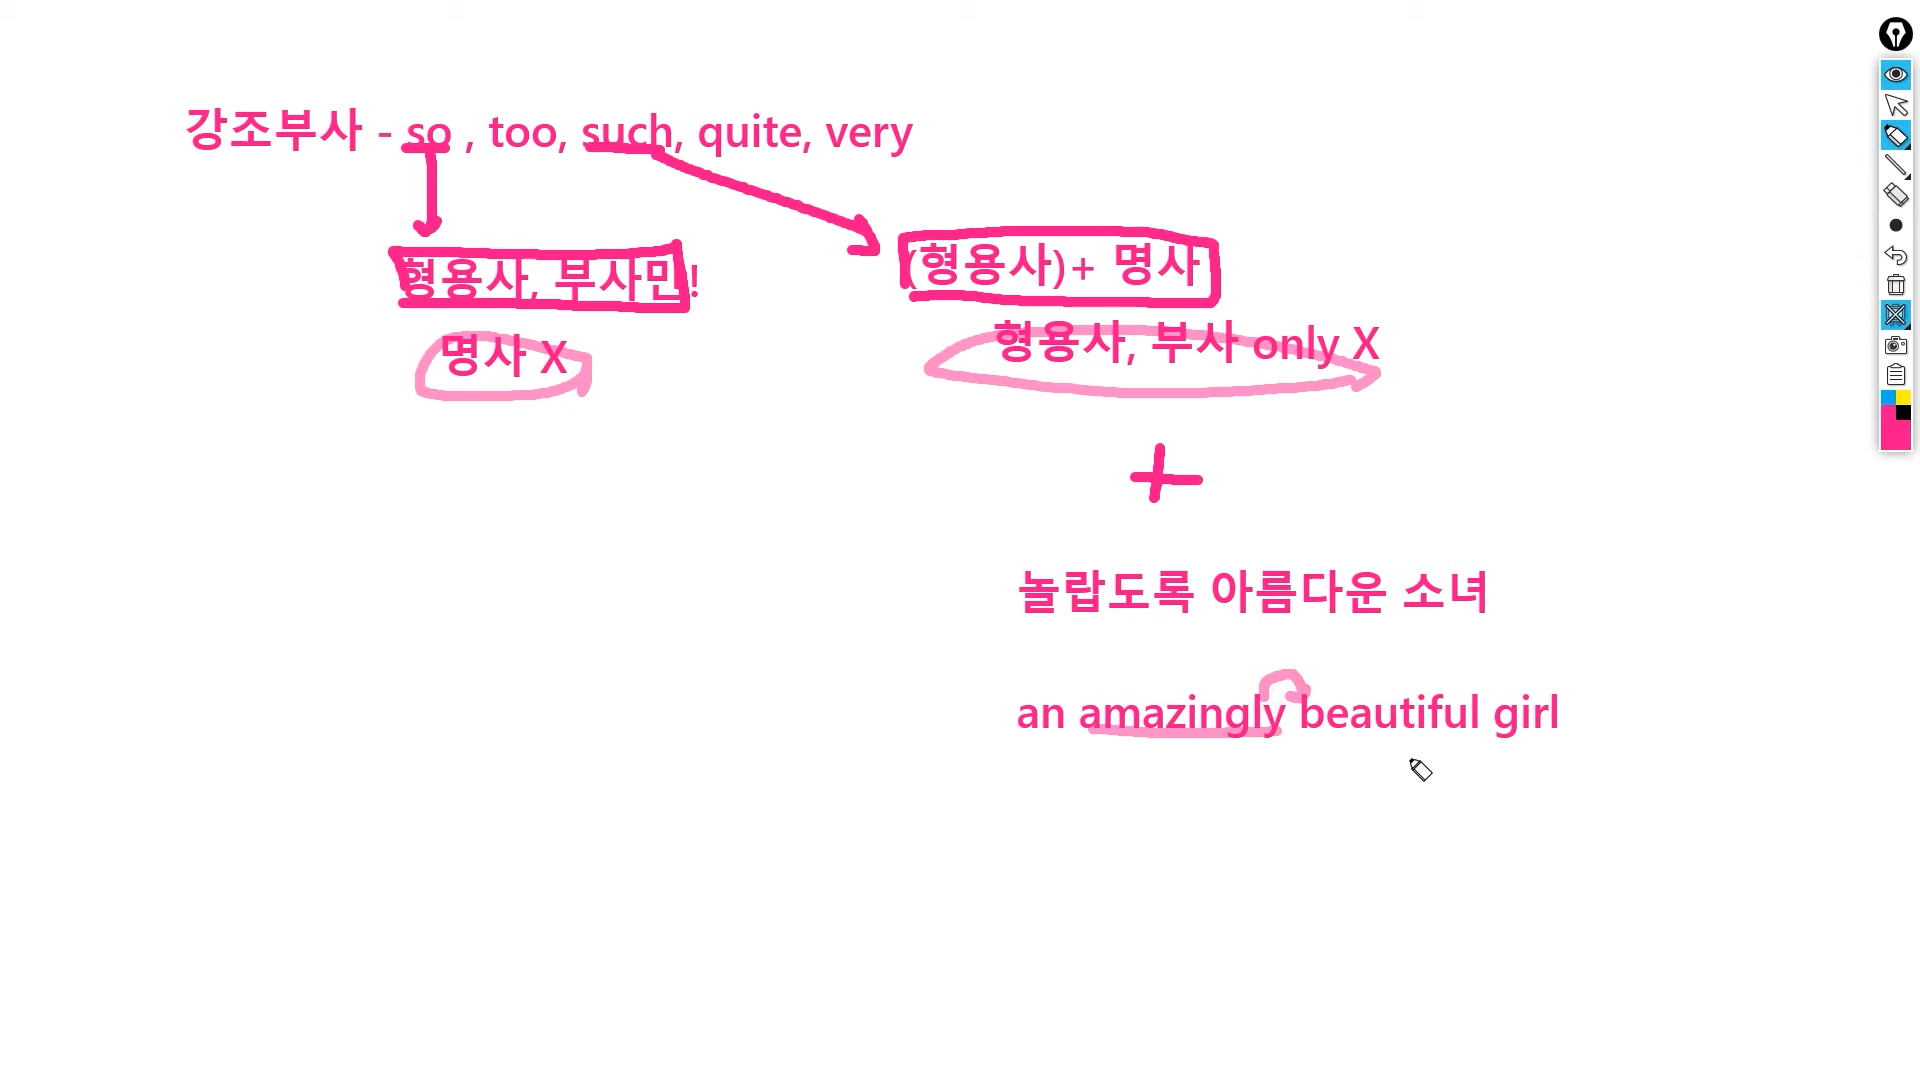 강조부사 - so , too, such, quite, very
형용사, 부사만!
(형용사)+ 명사
명사 X
형용사, 부사 only X
+
놀랍도록 아름다운 소녀
an amazingly beautiful girl